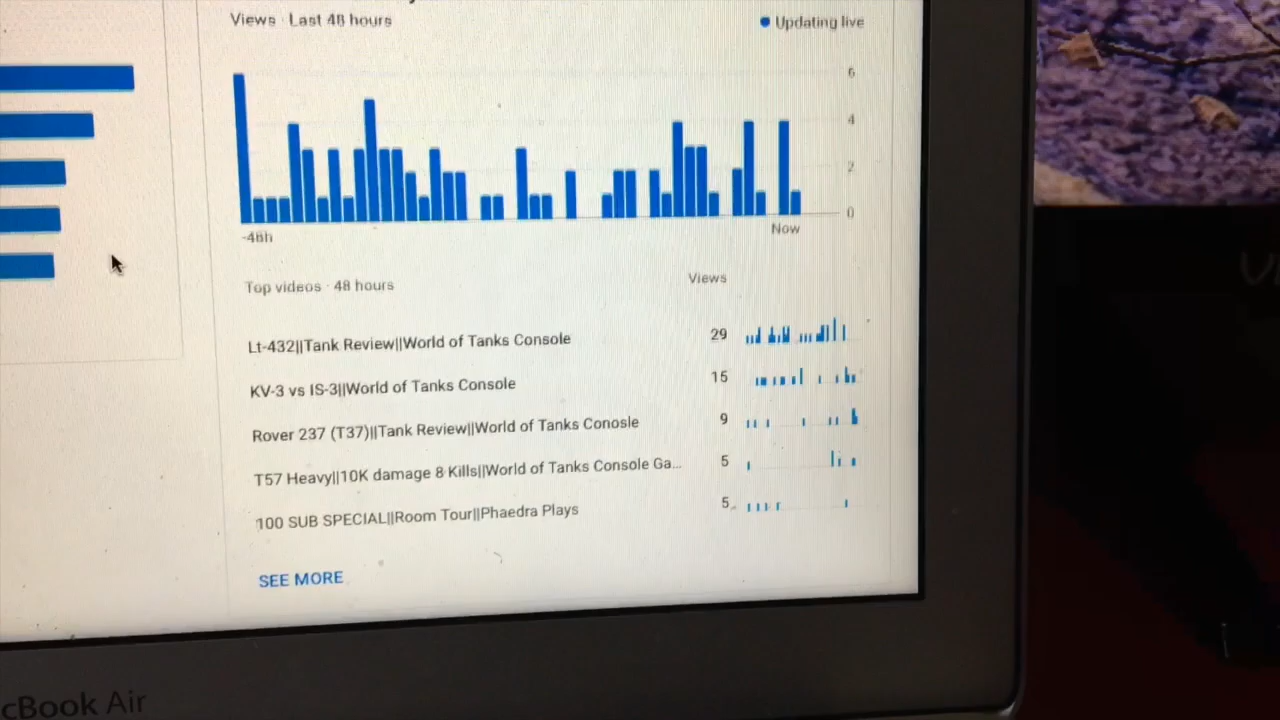 Views · Last 48 hours
Updating live
6
4
2
0
-48h
Now
Top videos · 48 hours
Views
Lt-432||Tank Review||World of Tanks Console
29
KV-3 vs IS-3||World of Tanks Console
15
Rover 237 (T37)||Tank Review||World of Tanks Conosle
9
T57 Heavy||10K damage 8 Kills||World of Tanks Console Ga...
5
100 SUB SPECIAL||Room Tour||Phaedra Plays
5
SEE MORE
cBook Air